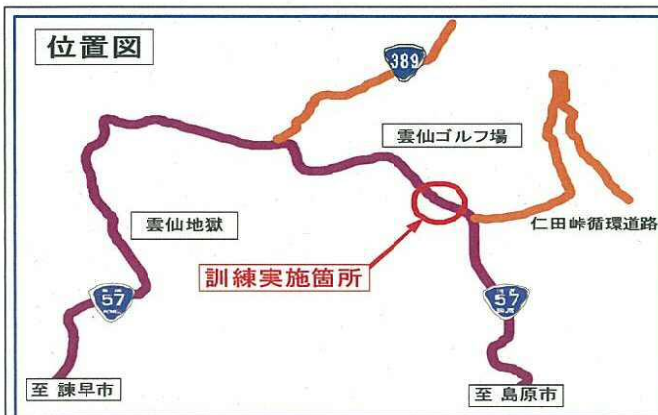 位置図
389
雲仙ゴルフ場
雲仙地獄
仁田峠循環道路
訓練実施箇所
57
57
至 諫早市
至 島原市